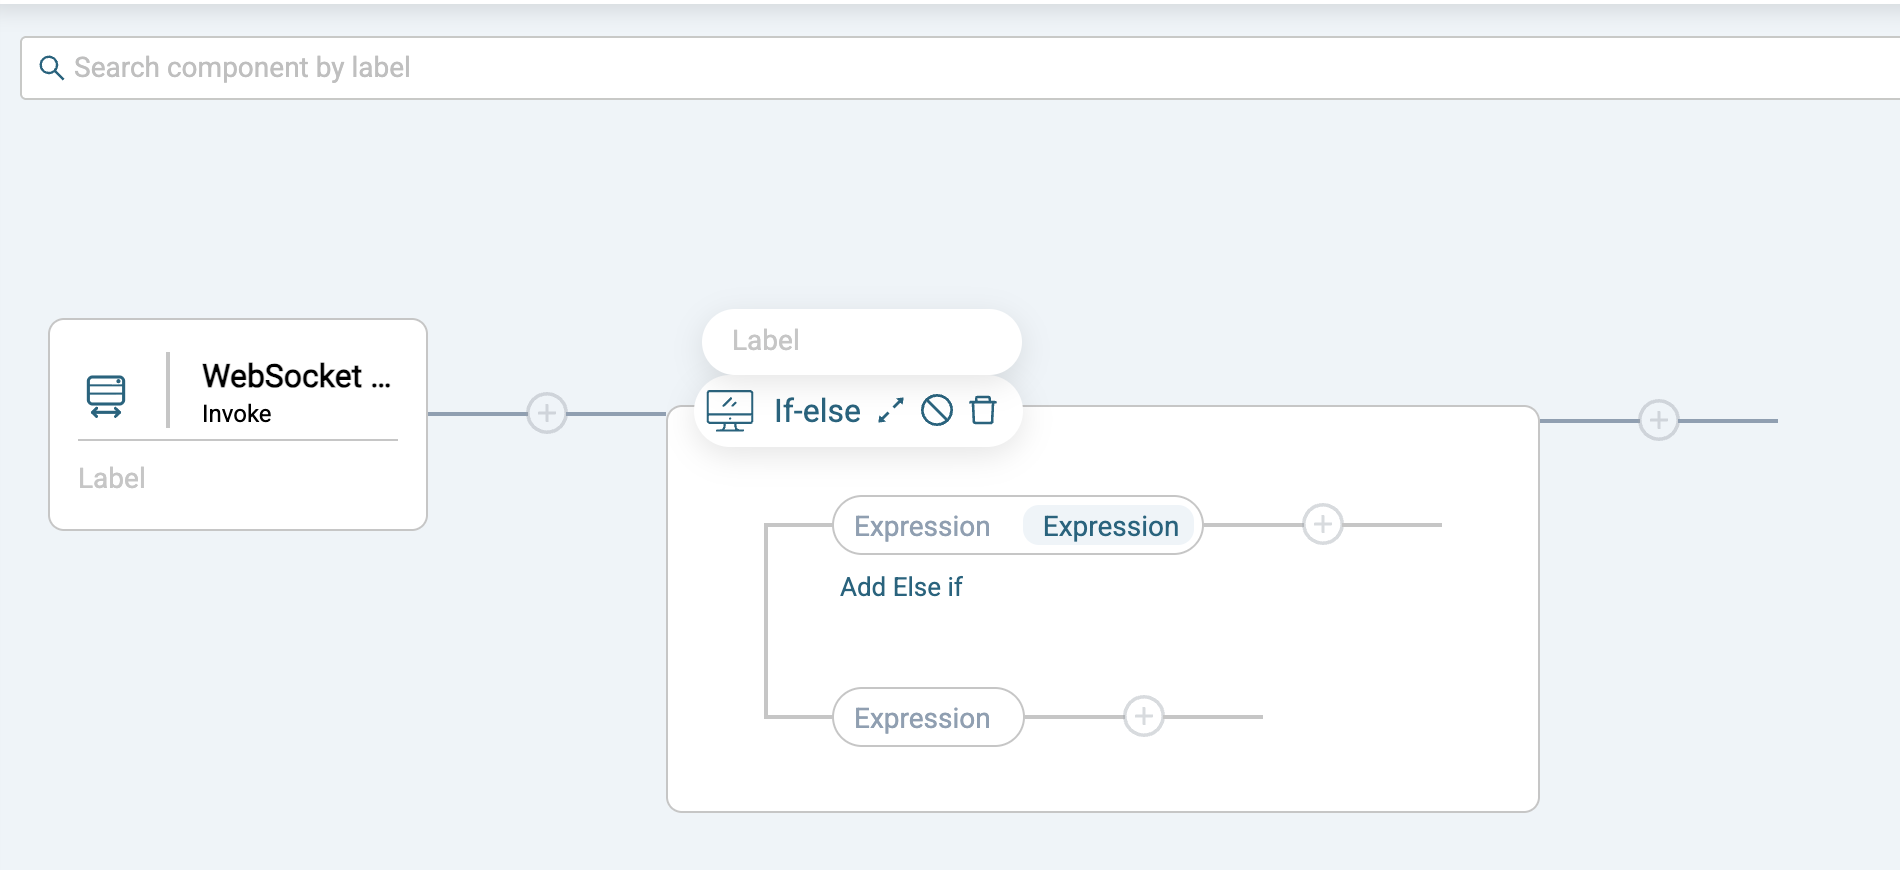 Search component by label
WebSocket ...
Invoke
Label
Label
If-else
Expression Expression
Add Else if
Expression